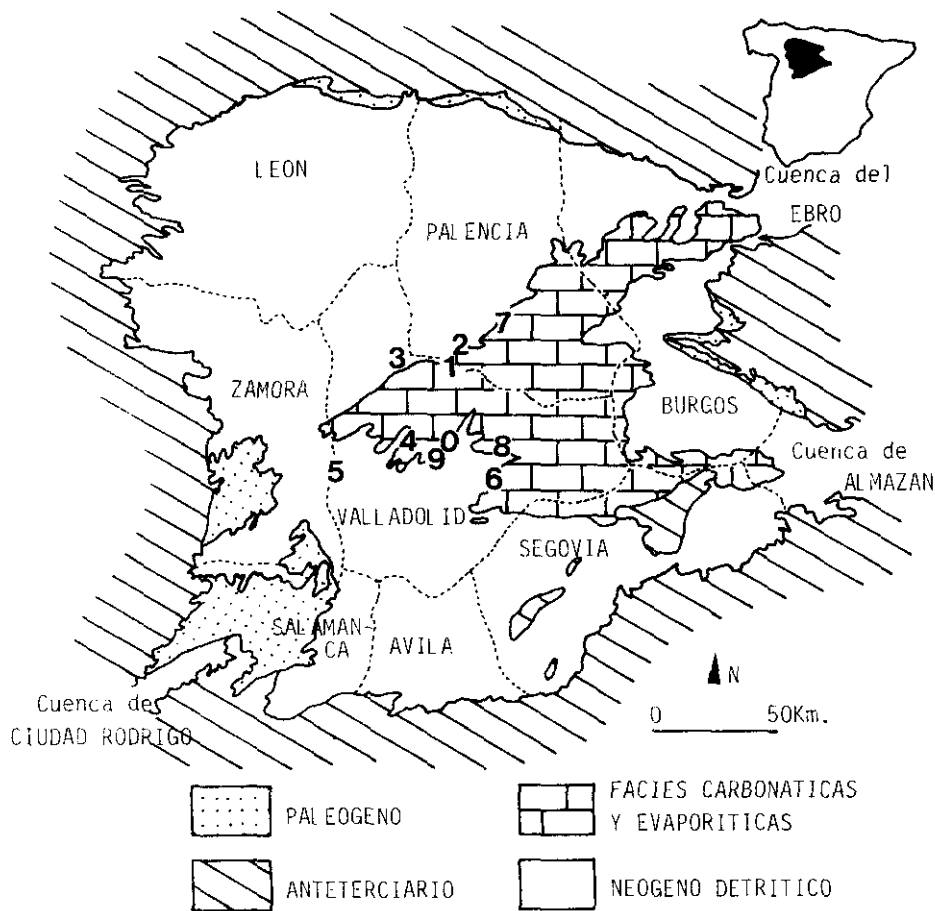 Cuenca del
EBRO
LEON
PALENCIA
7
2
3
1
ZAMORA
BURGOS
4
0
8
9
5
6
Cuenca de
ALMAZAN
VALLADOLID
SEGOVIA
SALAMAN-
CA
AVILA
N
Cuenca de
CIUDAD RODRIGO
0 50Km.
PALEOGENO
FACIES CARBONATICAS
Y EVAPORITICAS
ANTETERCIARIO
NEOGENO DETRITICO